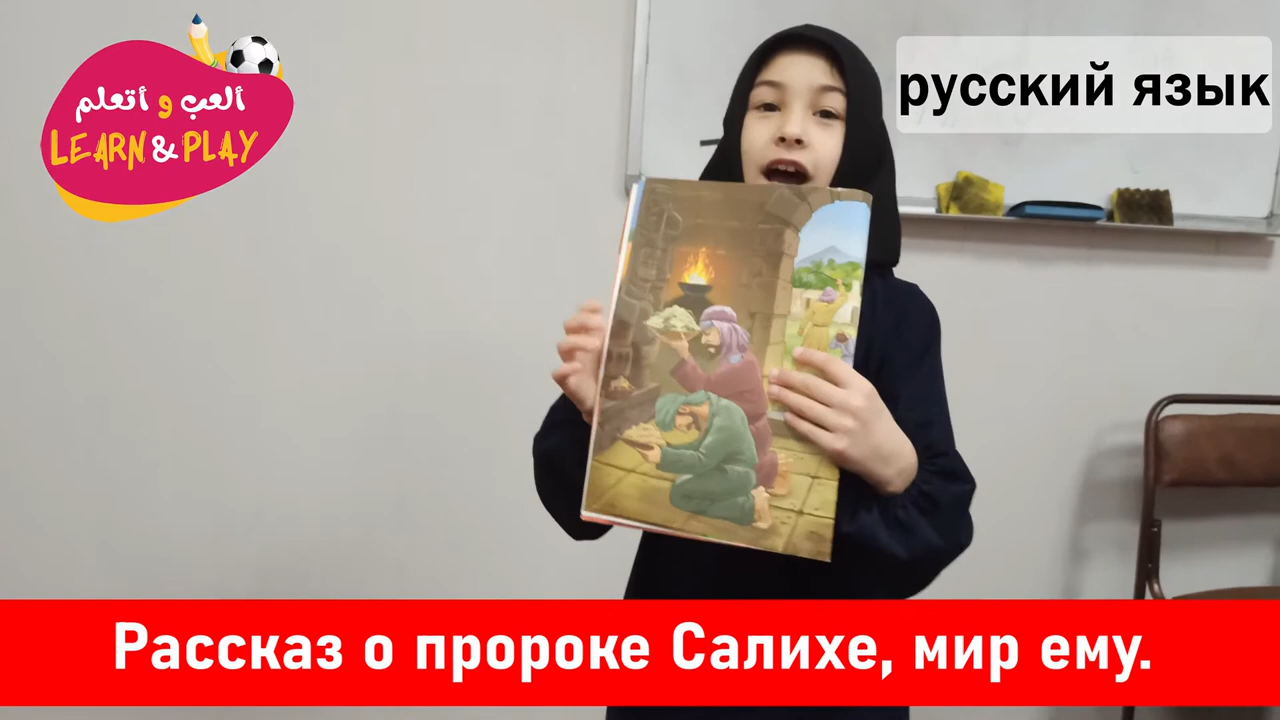 ألعب و أتعلم
LEARN & PLAY
русский язык
Рассказ о пророке Салихе, мир ему.